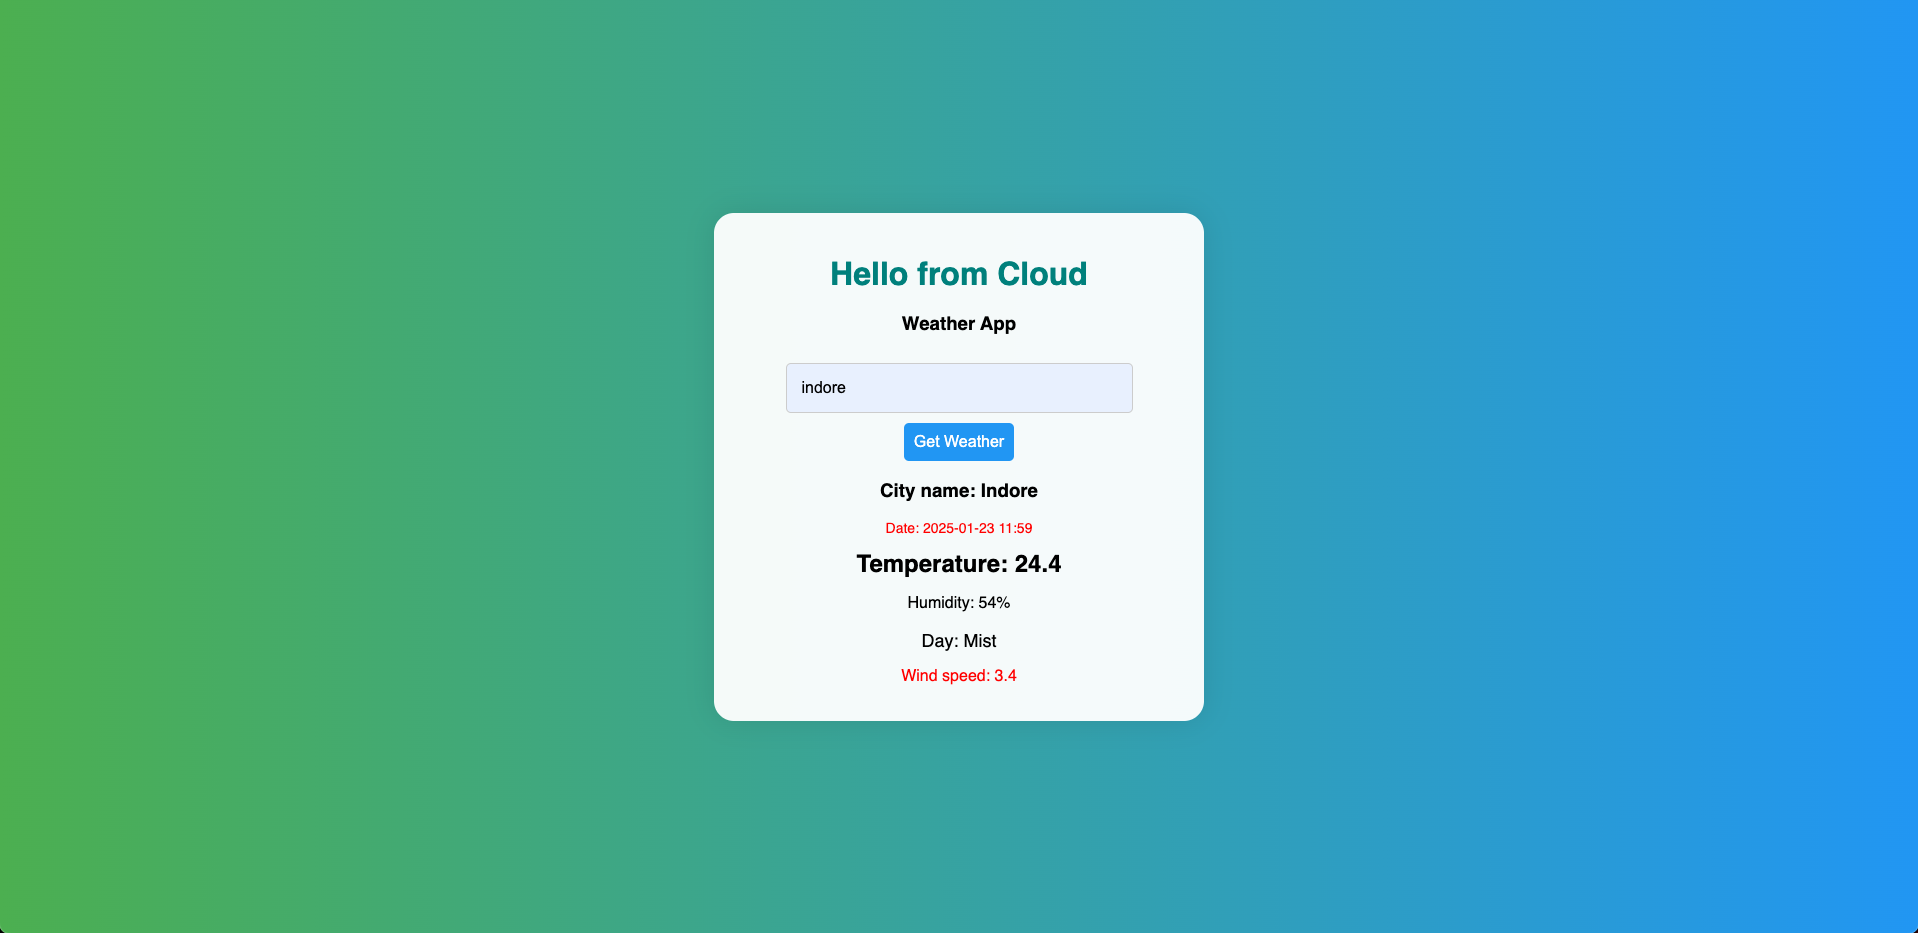 Hello from Cloud
Weather App
indore
Get Weather
City name: Indore
Date: 2025-01-23 11:59
Temperature: 24.4
Humidity: 54%
Day: Mist
Wind speed: 3.4